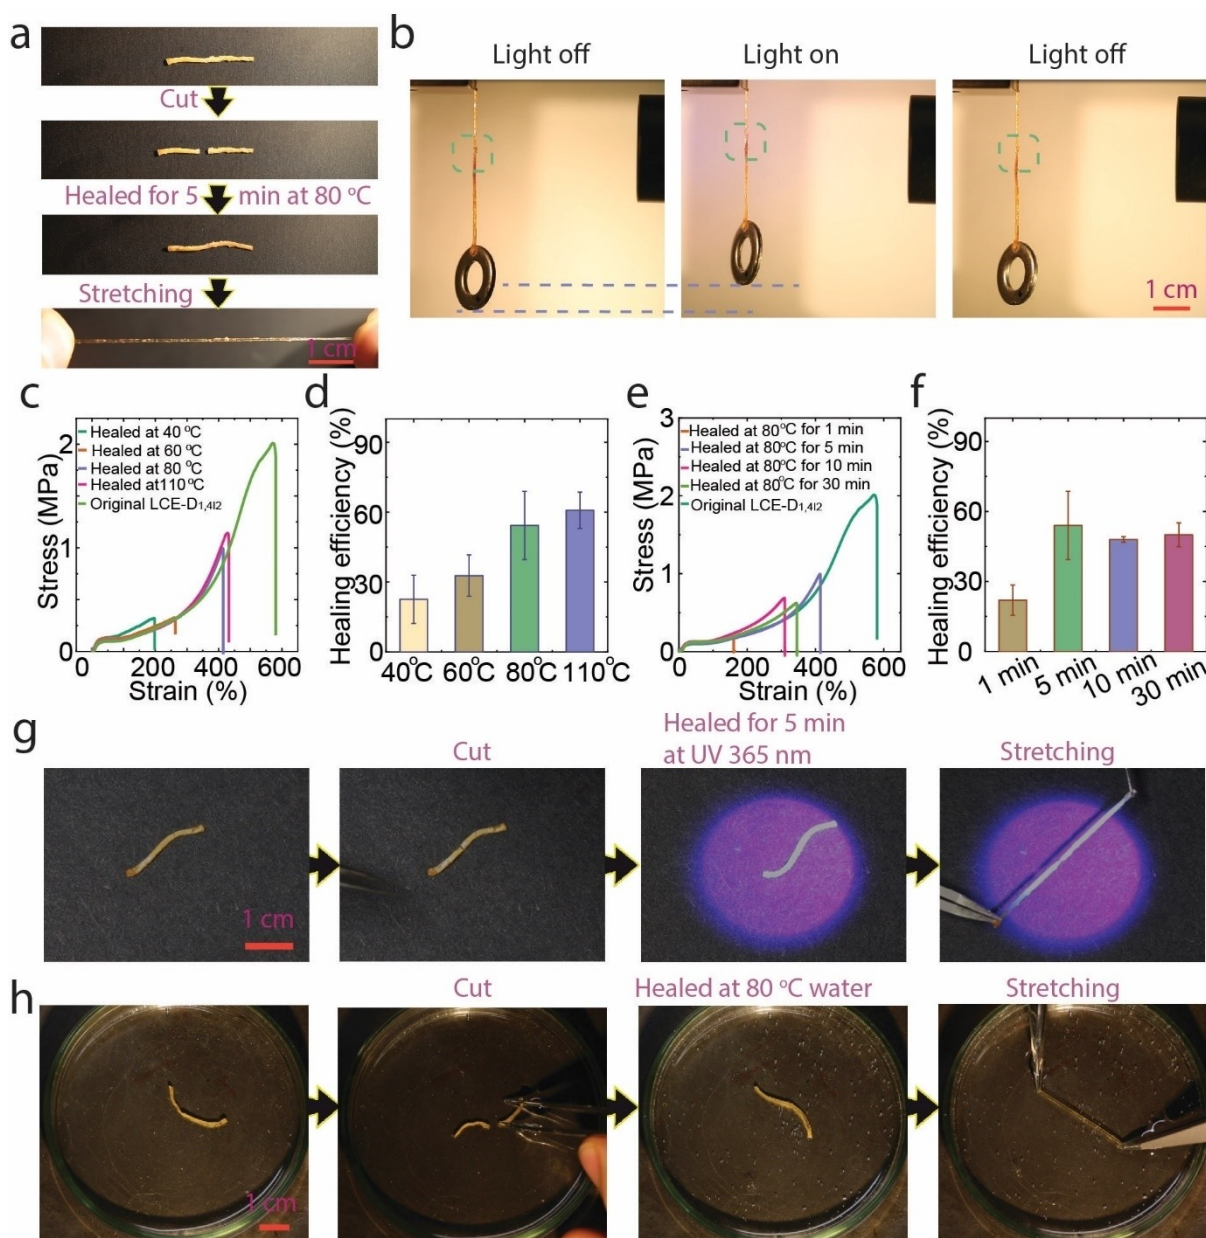 a
Cut
Healed for 5 min at 80 °C
Stretching
1 cm
b
Light off
Light on
Light off
1 cm
c
Stress (MPa)
2
1
0
Healed at 40 °C
Healed at 60 °C
Healed at 80 °C
Healed at110°C
Original LCE-D1,4I2
0 200 400 600
Strain (%)
d
Healing efficiency (%)
90
60
30
0
40°C 60°C 80°C 110°C
e
Stress (MPa)
3
2
1
0
Healed at 80°C for 1 min
Healed at 80°C for 5 min
Healed at 80°C for 10 min
Healed at 80°C for 30 min
Original LCE-D1,4I2
0 200 400 600
Strain (%)
f
Healing efficiency (%)
90
60
30
0
1 min 5 min 10 min 30 min
g
Cut
Healed for 5 min
at UV 365 nm
Stretching
1 cm
h
Cut
Healed at 80 °C water
Stretching
1 cm